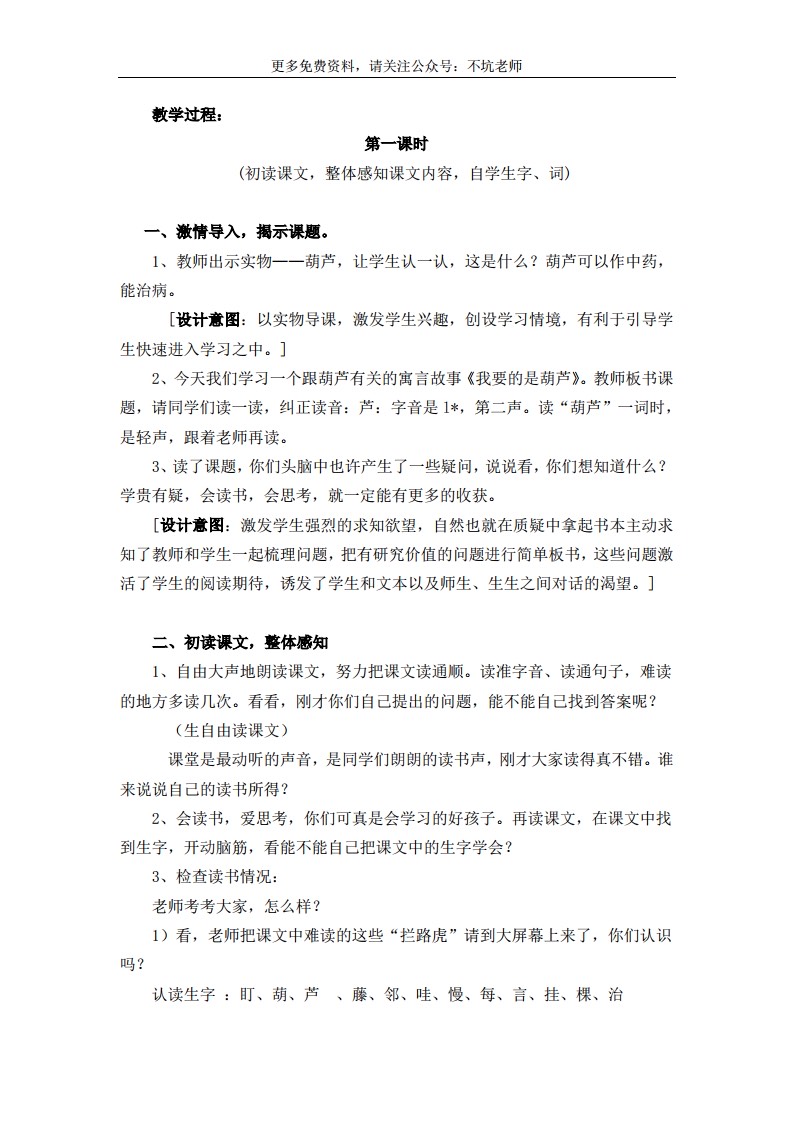 更多免费资料，请关注公众号：不坑老师
教学过程：
第一课时
(初读课文，整体感知课文内容，自学生字、词)
一、激情导入，揭示课题。
1、教师出示实物——葫芦，让学生认一认，这是什么？葫芦可以作中药，
能治病。
[设计意图：以实物导课，激发学生兴趣，创设学习情境，有利于引导学
生快速进入学习之中。]
2、今天我们学习一个跟葫芦有关的寓言故事《我要的是葫芦》。教师板书课
题，请同学们读一读，纠正读音：芦：字音是 l*，第二声。读“葫芦”一词时，
是轻声，跟着老师再读。
3、读了课题，你们头脑中也许产生了一些疑问，说说看，你们想知道什么？
学贵有疑，会读书，会思考，就一定能有更多的收获。
[设计意图：激发学生强烈的求知欲望，自然也就在质疑中拿起书本主动求
知了教师和学生一起梳理问题，把有研究价值的问题进行简单板书，这些问题激
活了学生的阅读期待，诱发了学生和文本以及师生、生生之间对话的渴望。]
二、初读课文，整体感知
1、自由大声地朗读课文，努力把课文读通顺。读准字音、读通句子，难读
的地方多读几次。看看，刚才你们自己提出的问题，能不能自己找到答案呢？
（生自由读课文）
课堂是最动听的声音，是同学们朗朗的读书声，刚才大家读得真不错。谁
来说说自己的读书所得？
2、会读书，爱思考，你们可真是会学习的好孩子。再读课文，在课文中找
到生字，开动脑筋，看能不能自己把课文中的生字学会？
3、检查读书情况：
老师考考大家，怎么样？
1）看，老师把课文中难读的这些“拦路虎”请到大屏幕上来了，你们认识
吗？
认读生字 ：盯、葫、芦 、藤、邻、哇、慢、每、言、挂、棵、治